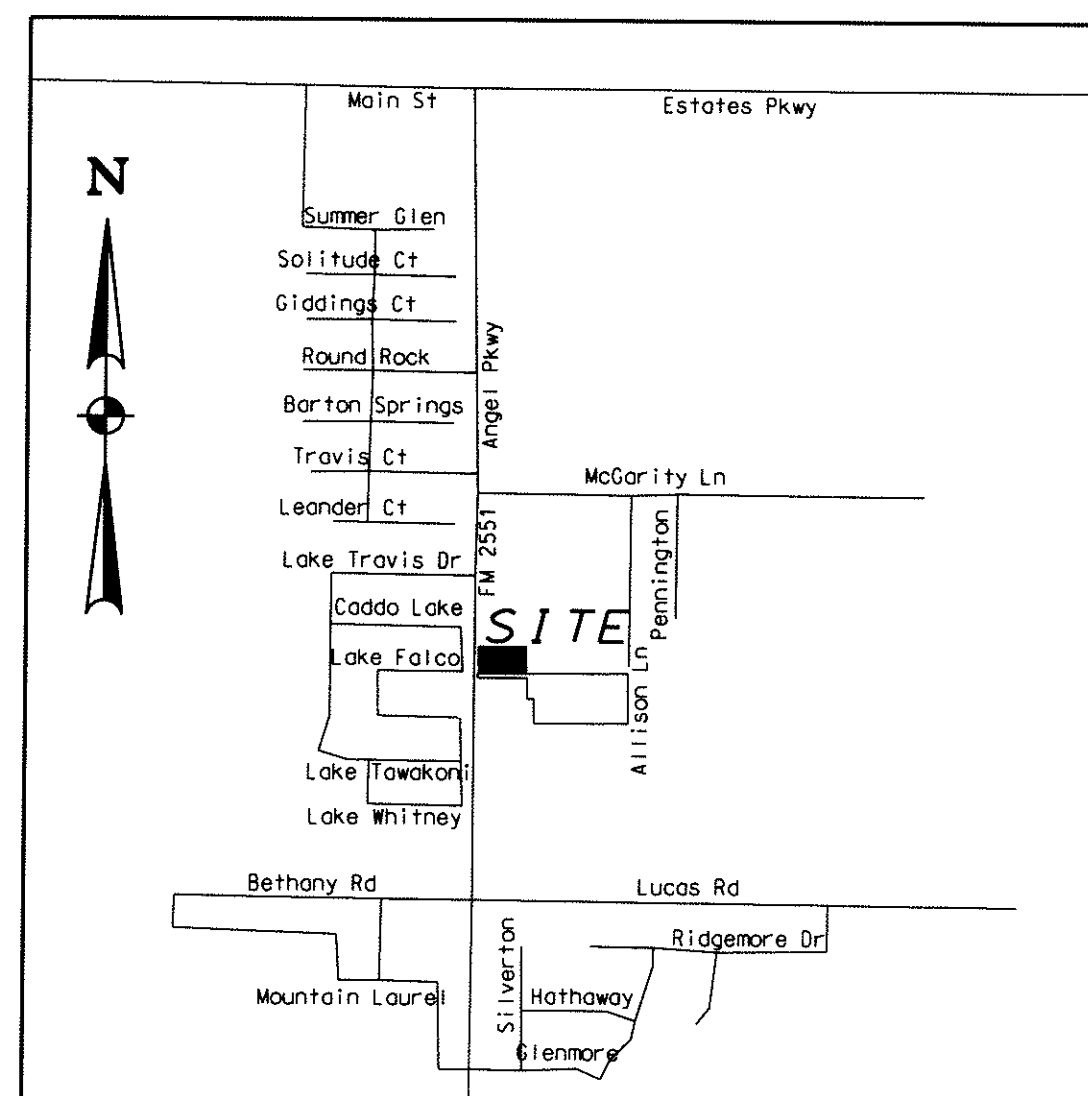 Main St
Estates Pkwy
N
Summer Glen
Solitude Ct
Giddings Ct
Round Rock
Angel Pkwy
Barton Springs
Travis Ct
McGarity Ln
Leander Ct
FM 2551
Pennington
Lake Travis Dr
Caddo Lake
SITE
Lake Falco
Allison Ln
Lake Tawakoni
Lake Whitney
Bethany Rd
Lucas Rd
Silverton
Ridgemore Dr
Mountain Laurel
Hathaway
Glenmore